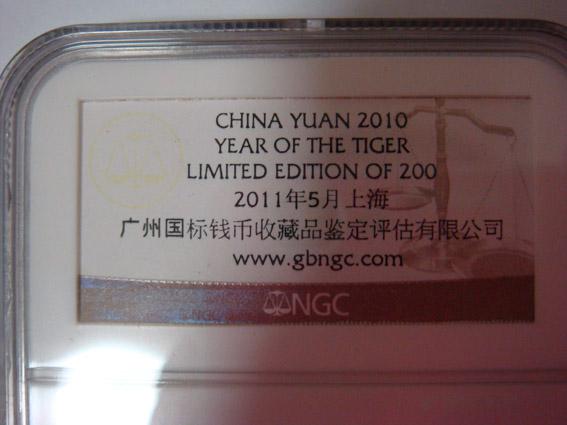 CHINA YUAN 2010
YEAR OF THE TIGER
LIMITED EDITION OF 200
2011年5月上海
广州国标钱币收藏品鉴定评估有限公司
www.gbngc.com
NGC
NGC